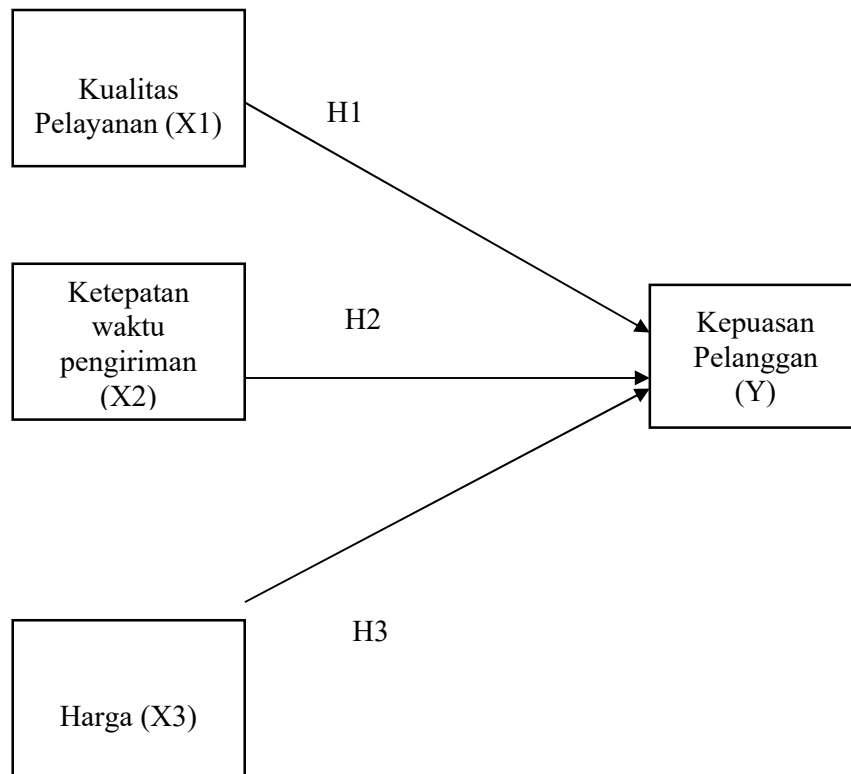 Kualitas
Pelayanan (X1)
H1
Ketepatan
waktu
pengiriman
(X2)
H2
Kepuasan
Pelanggan
(Y)
H3
Harga (X3)